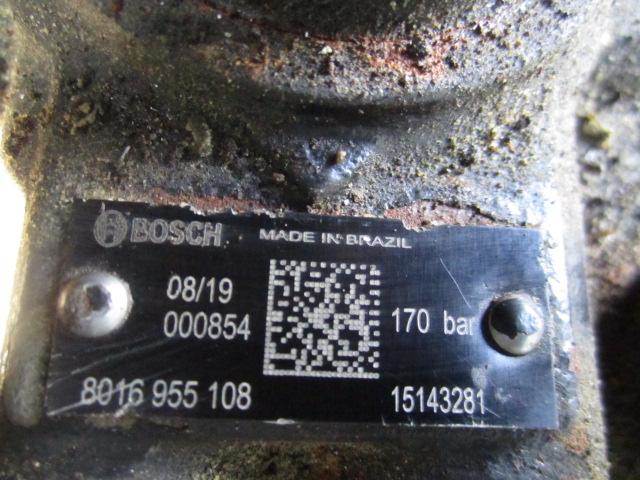 BOSCH MADE IN BRAZIL
08/19
000854 170 bar
8016 955 108 15143281